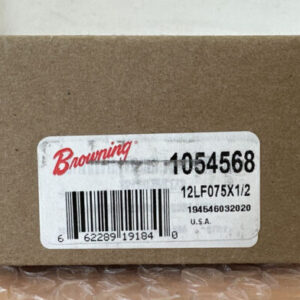 Browning 1054568
12LF075X1/2
194546032020
U.S.A.
6 62289 19184 0